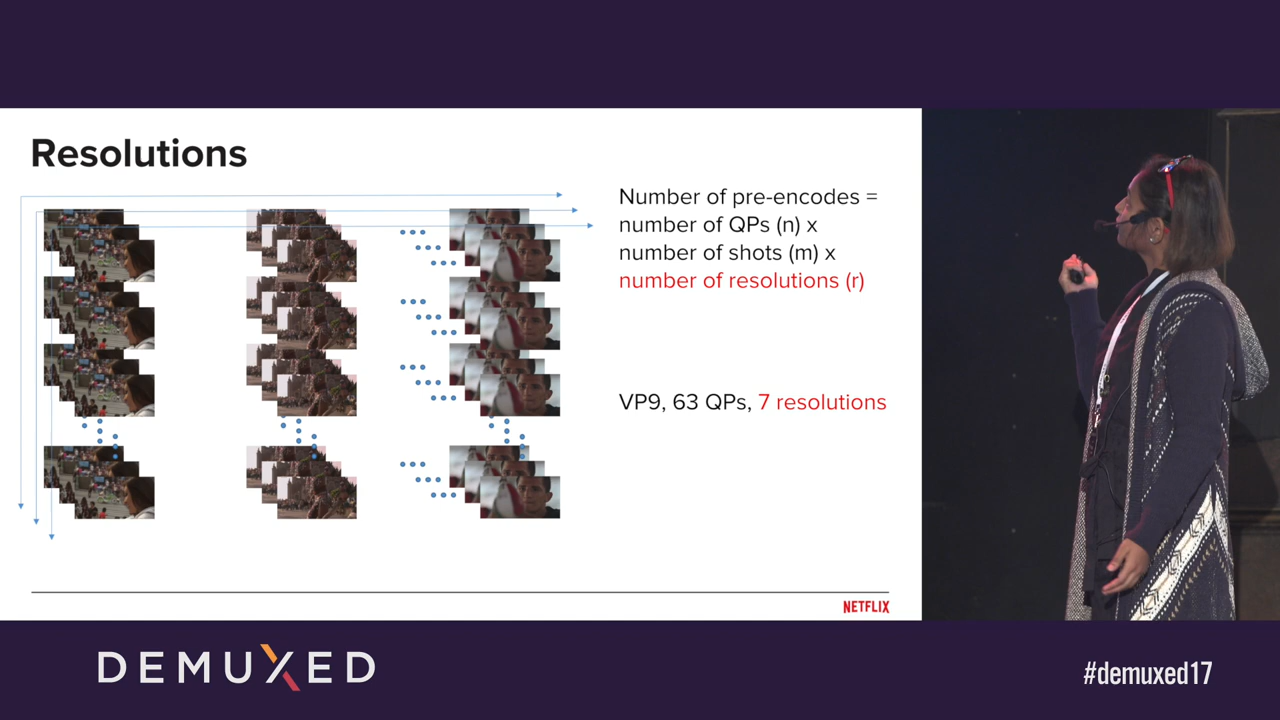 Resolutions
Number of pre-encodes =
number of QPs (n) x
number of shots (m) x
number of resolutions (r)
VP9, 63 QPs, 7 resolutions
NETFLIX
DEMUXED
#demuxed17